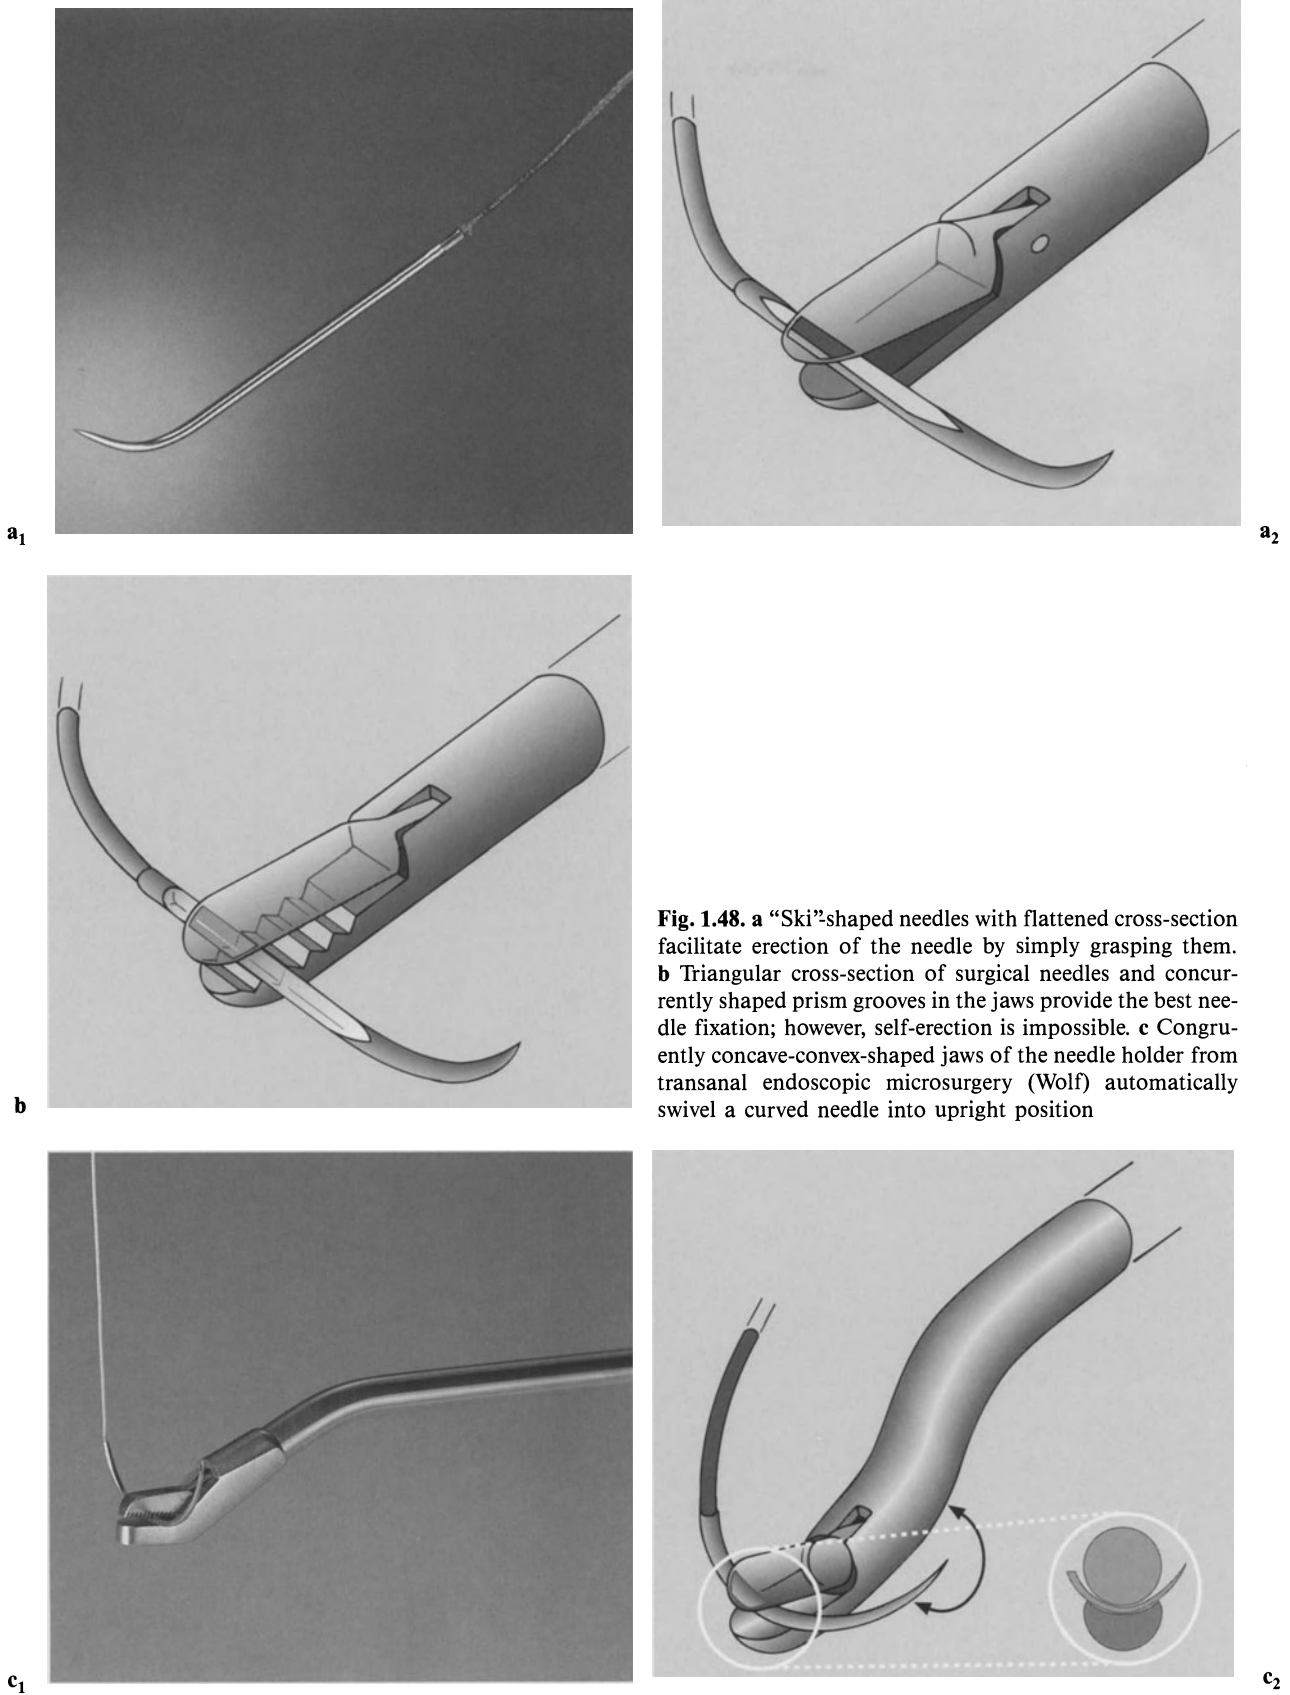 a1
a2
b
Fig. 1.48. a “Ski”-shaped needles with flattened cross-section
facilitate erection of the needle by simply grasping them.
b Triangular cross-section of surgical needles and concur-
rently shaped prism grooves in the jaws provide the best nee-
dle fixation; however, self-erection is impossible. c Congru-
ently concave-convex-shaped jaws of the needle holder from
transanal endoscopic microsurgery (Wolf) automatically
swivel a curved needle into upright position
c1
c2